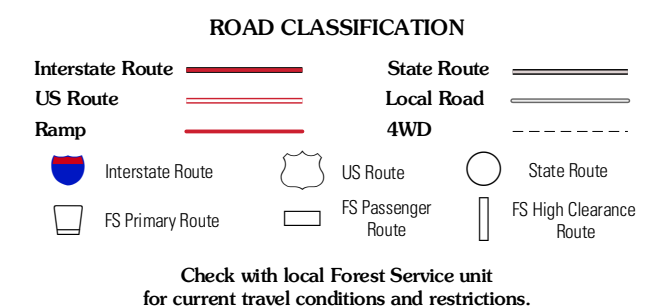 ROAD CLASSIFICATION
Interstate Route
State Route
US Route
Local Road
Ramp
4WD
Interstate Route
US Route
State Route
FS Primary Route
FS Passenger
Route
FS High Clearance
Route
Check with local Forest Service unit
for current travel conditions and restrictions.